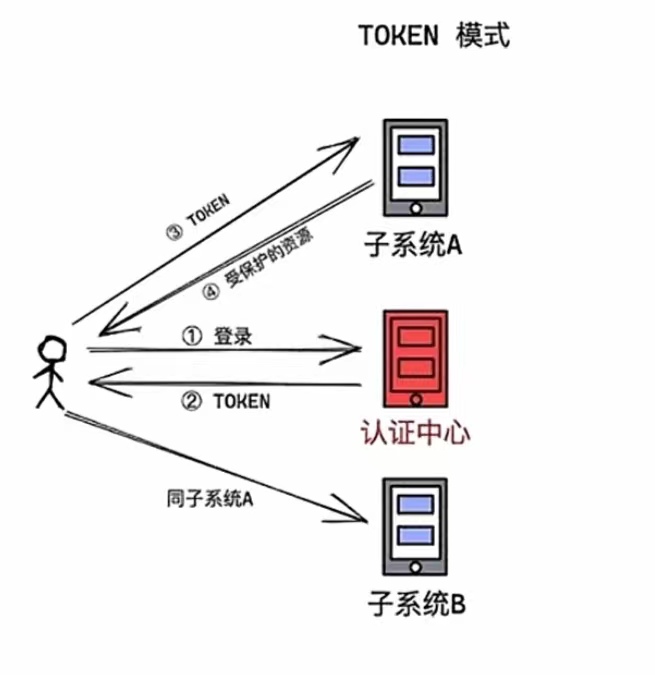 TOKEN 模式
③ TOKEN
子系统A
④ 受保护的资源
① 登录
② TOKEN
认证中心
同子系统A
子系统B